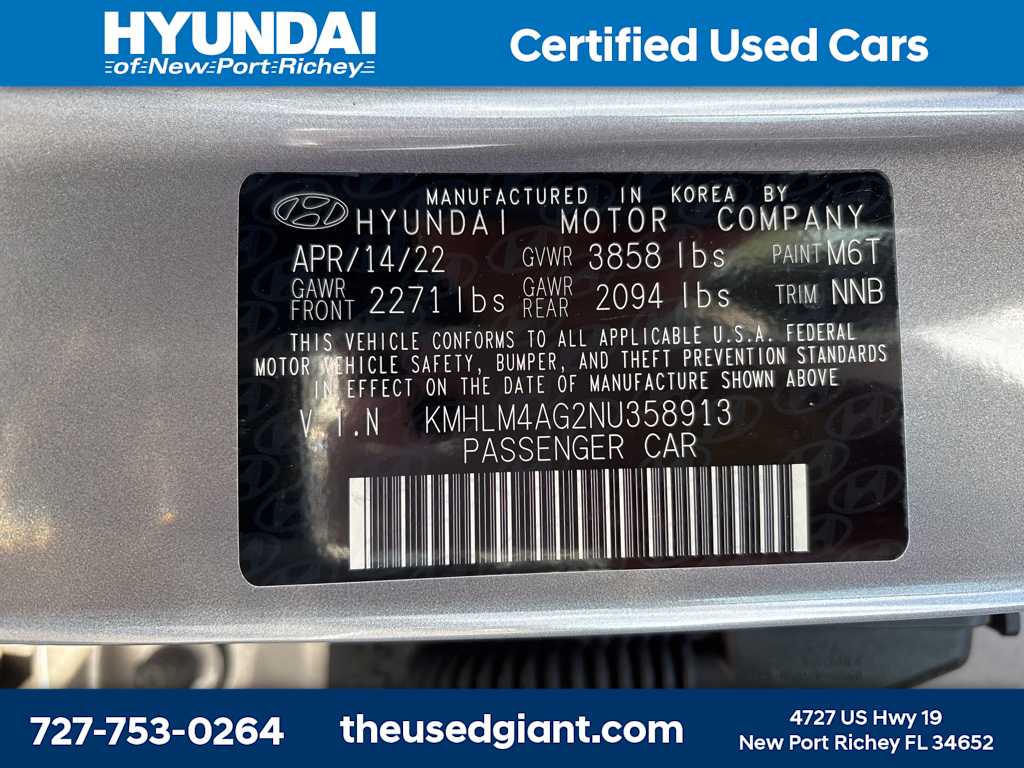 HYUNDAI
of New Port Richey
Certified Used Cars
MANUFACTURED IN KOREA BY
HYUNDAI MOTOR COMPANY
APR/14/22 GVWR 3858 lbs PAINT M6T
GAWR FRONT 2271 lbs GAWR REAR 2094 lbs TRIM NNB
THIS VEHICLE CONFORMS TO ALL APPLICABLE U.S.A. FEDERAL
MOTOR VEHICLE SAFETY, BUMPER, AND THEFT PREVENTION STANDARDS
IN EFFECT ON THE DATE OF MANUFACTURE SHOWN ABOVE
V.I.N KMHLM4AG2NU358913
PASSENGER CAR
727-753-0264
theusedgiant.com
4727 US Hwy 19
New Port Richey FL 34652